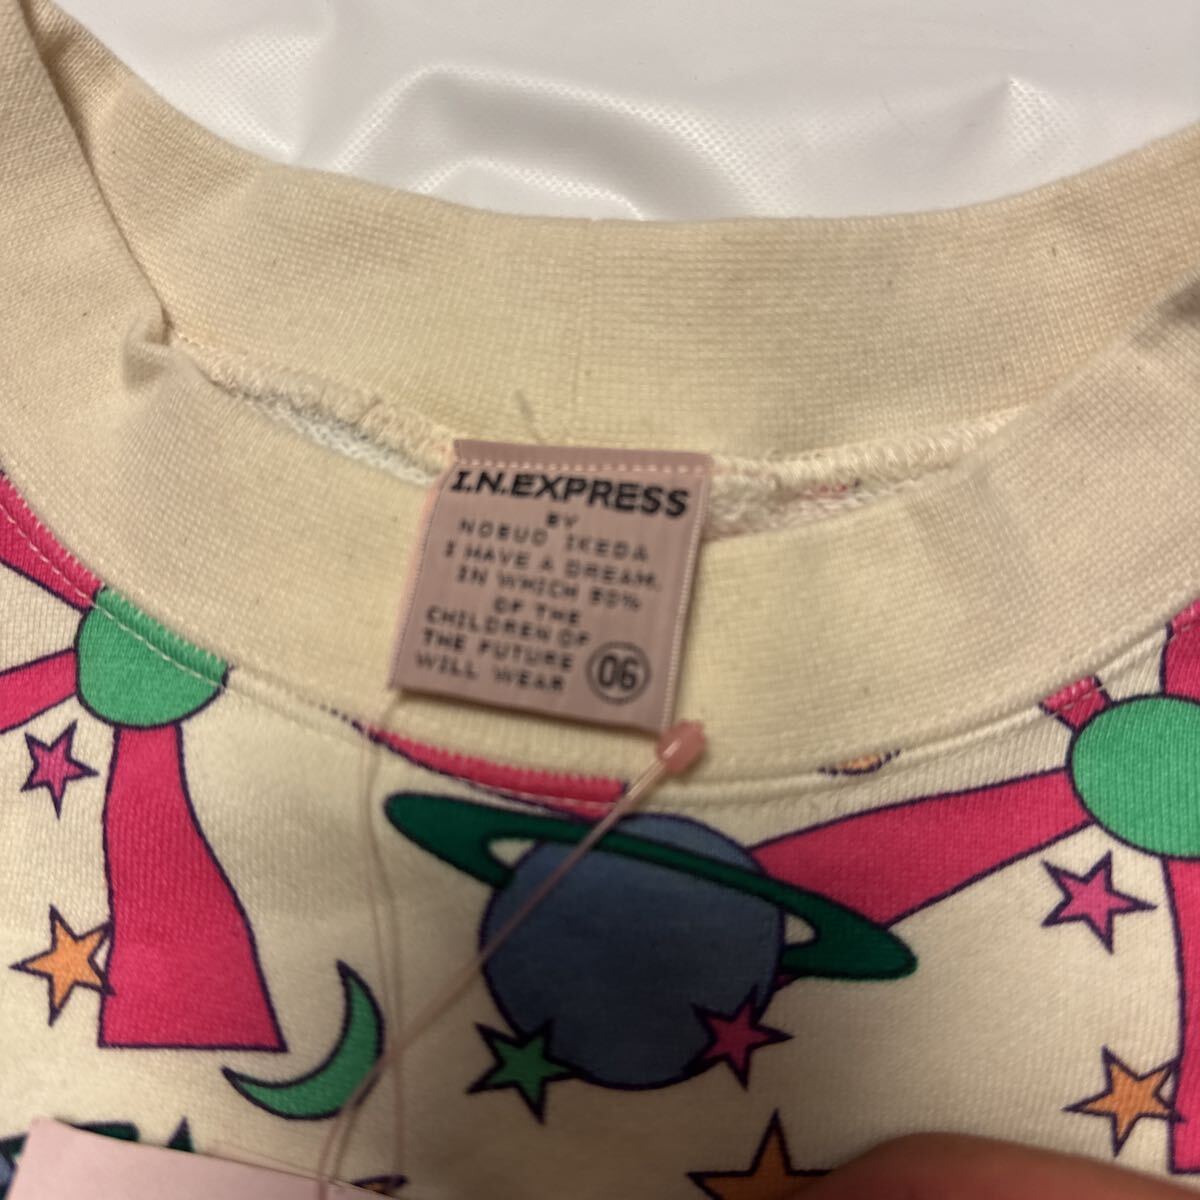 I.N.EXPRESS
BY
NOBUO IKEDA
I HAVE A DREAM.
IN WHICH 80%
OF THE
CHILDREN OF
THE FUTURE
WILL WEAR
06